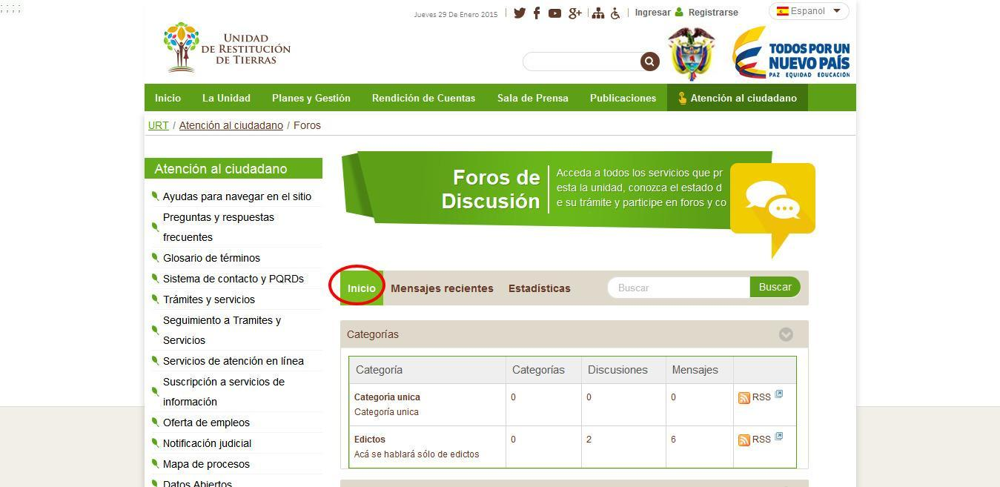 ; ; ; ;
Jueves 29 De Enero 2015
Ingresar
Registrarse
Espanol
UNIDAD
DE RESTITUCIÓN
DE TIERRAS
TODOS POR UN
NUEVO PAÍS
PAZ EQUIDAD EDUCACIÓN
Inicio
La Unidad
Planes y Gestión
Rendición de Cuentas
Sala de Prensa
Publicaciones
Atención al ciudadano
URT / Atención al ciudadano / Foros
Atención al ciudadano
Ayudas para navegar en el sitio
Preguntas y respuestas
frecuentes
Glosario de términos
Sistema de contacto y PQRDs
Trámites y servicios
Seguimiento a Tramites y
Servicios
Servicios de atención en línea
Suscripción a servicios de
información
Oferta de empleos
Notificación judicial
Mapa de procesos
Datos Abiertos
Foros de
Discusión
Acceda a todos los servicios que pr
esta la unidad, conozca el estado d
e su trámite y participe en foros y co
Inicio
Mensajes recientes
Estadísticas
Buscar
Buscar
Categorías
Categoría Categorías Discusiones Mensajes
Categoría unica 0 0 0 RSS
Categoría unica
Edictos 0 2 6 RSS
Acá se hablará sólo de edictos